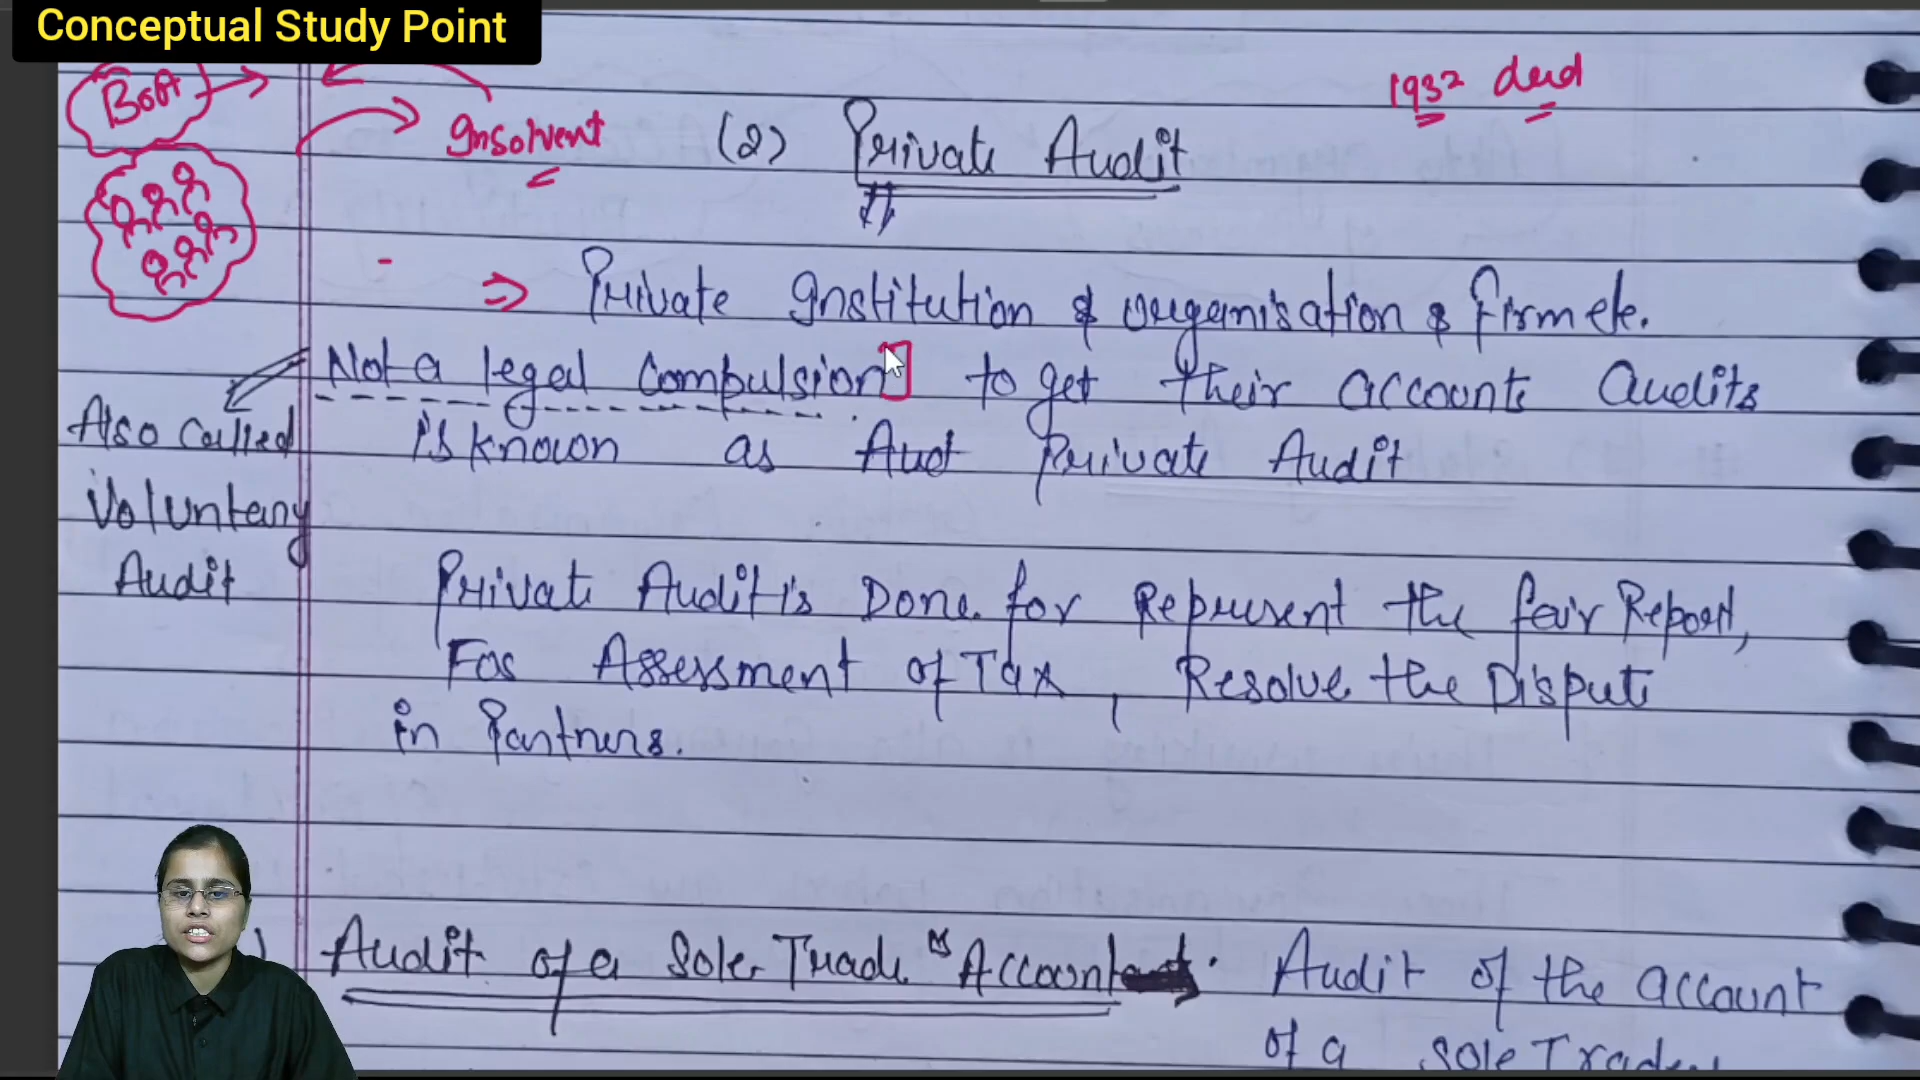 Conceptual Study Point
BOPA
1932 deed
Insolvent
(2) Private Audit
⇒ Private Institution & Organisation & Firm etc.
Not a legal Compulsion to get their accounts Audits
Also Called
is known as Aud Private Audit
Voluntary
Audit
Private Audit is Done for Represent the fair Report,
For Assessment of Tax, Resolve the Dispute
in Partners.
) Audit of a Sole Trade Account. Audit of the account
of a Sole Trader